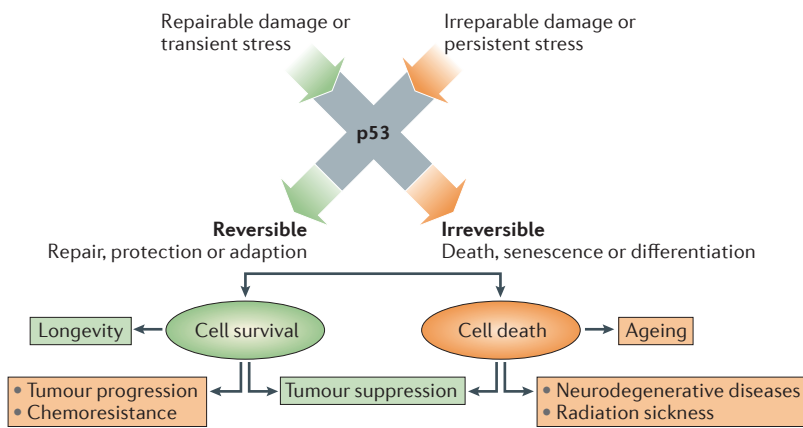 Repairable damage or
transient stress
Irreparable damage or
persistent stress
p53
Reversible
Repair, protection or adaption
Irreversible
Death, senescence or differentiation
Longevity
Cell survival
Cell death
Ageing
• Tumour progression
• Chemoresistance
Tumour suppression
• Neurodegenerative diseases
• Radiation sickness